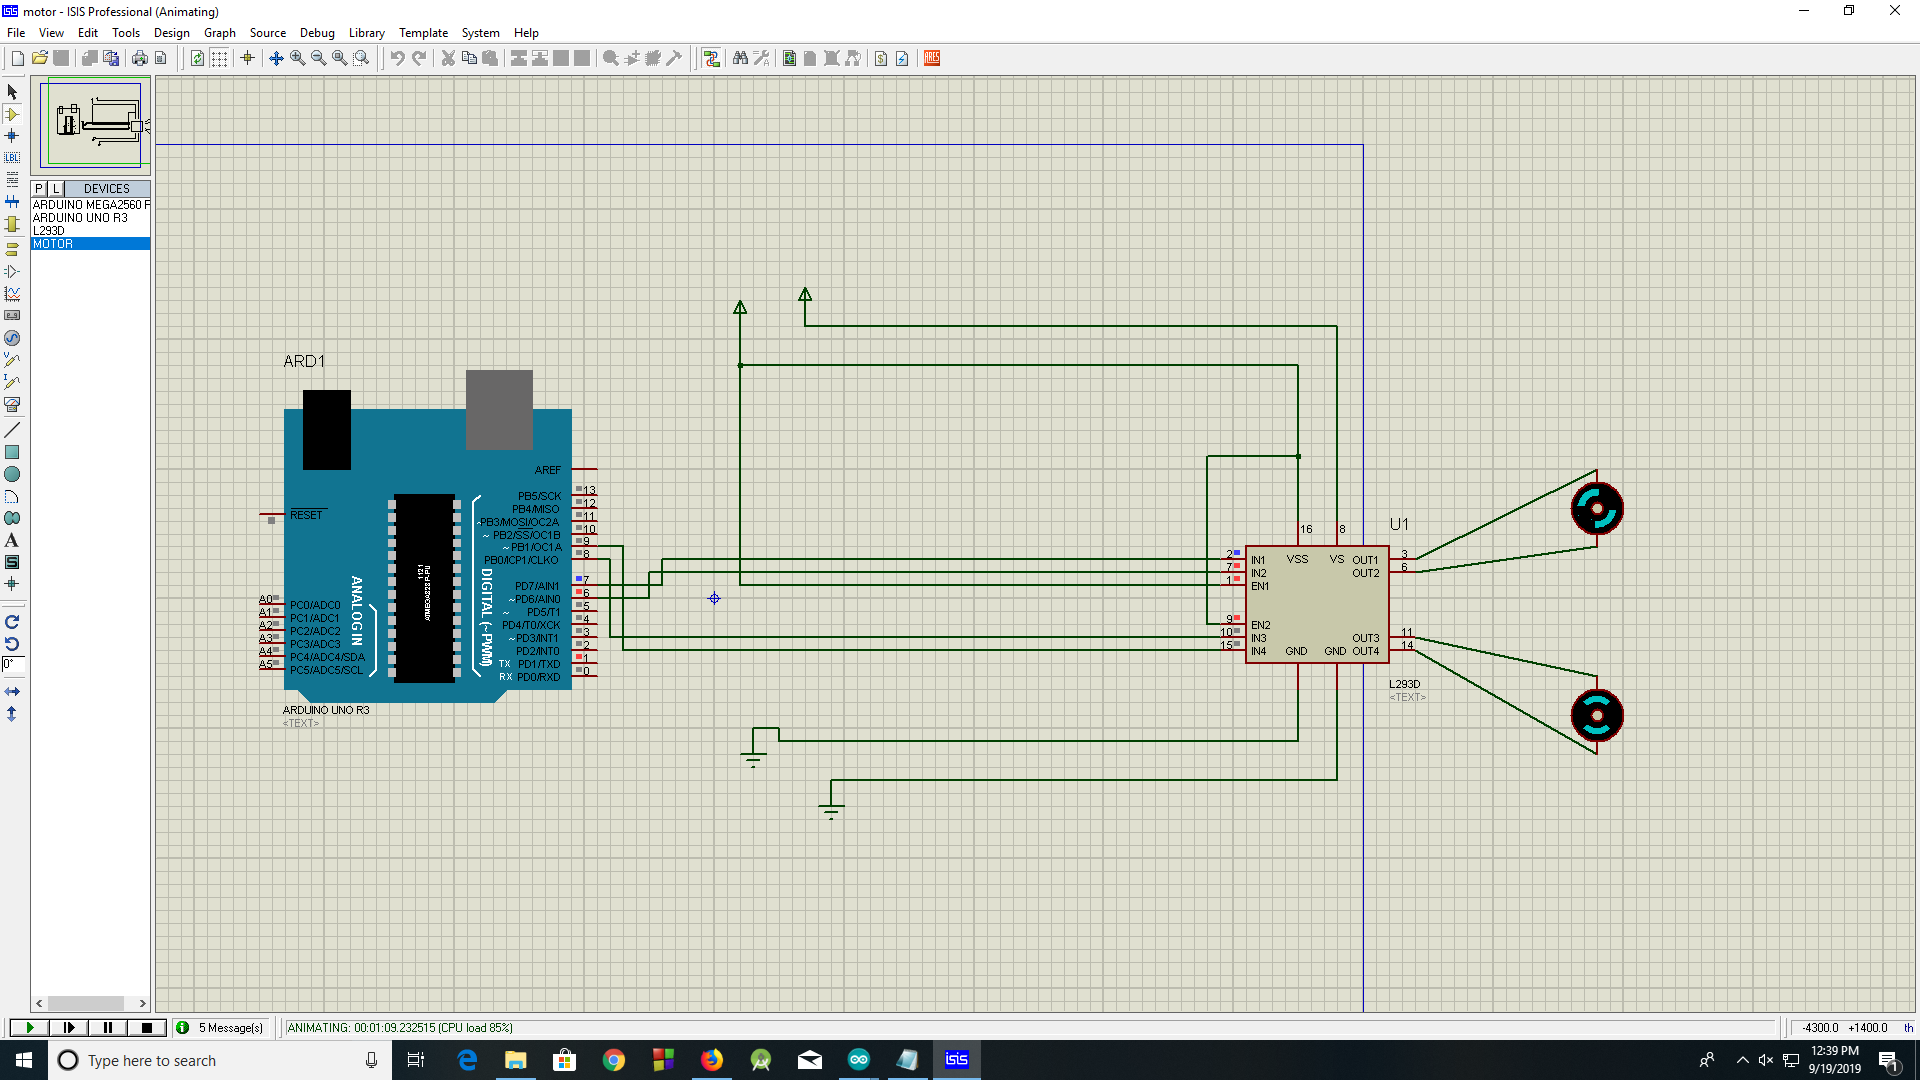 motor - ISIS Professional (Animating)
File View Edit Tools Design Graph Source Debug Library Template System Help
P L DEVICES
ARDUINO MEGA2560 F
ARDUINO UNO R3
L293D
MOTOR
LBL
A
0°
ARES
ARD1
RESET
AREF
PB5/SCK 13
PB4/MISO 12
~PB3/MOSI/OC2A 11
~ PB2/SS/OC1B 10
~ PB1/OC1A 9
PB0/ICP1/CLKO 8
PD7/AIN1 7
~PD6/AIN0 6
~ PD5/T1 5
PD4/T0/XCK 4
~PD3/INT1 3
PD2/INT0 2
TX PD1/TXD 1
RX PD0/RXD 0
DIGITAL (~PWM)
ANALOG IN
A0 PC0/ADC0
A1 PC1/ADC1
A2 PC2/ADC2
A3 PC3/ADC3
A4 PC4/ADC4/SDA
A5 PC5/ADC5/SCL
ARDUINO UNO R3
<TEXT>
U1
16 8
2 IN1 VSS VS OUT1 3
7 IN2 OUT2 6
1 EN1
9 EN2
10 IN3 OUT3 11
15 IN4 GND GND OUT4 14
L293D
<TEXT>
5 Message(s)
ANIMATING: 00:01:09.232515 (CPU load 85%)
-4300.0 +1400.0 th
Type here to search
isis
12:39 PM
9/19/2019
1